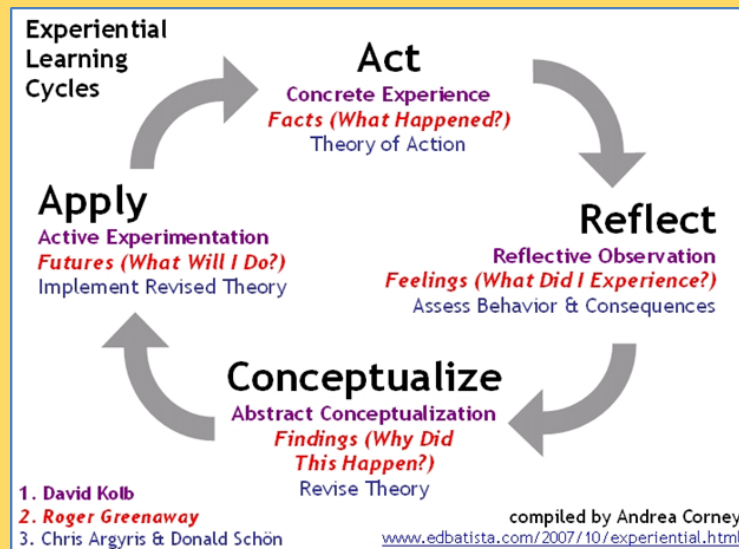 Experiential
Learning
Cycles
Act
Concrete Experience
Facts (What Happened?)
Theory of Action
Reflect
Reflective Observation
Feelings (What Did I Experience?)
Assess Behavior & Consequences
Conceptualize
Abstract Conceptualization
Findings (Why Did
This Happen?)
Revise Theory
Apply
Active Experimentation
Futures (What Will I Do?)
Implement Revised Theory
1. David Kolb
2. Roger Greenaway
3. Chris Argyris & Donald Schön
compiled by Andrea Corney
www.edbatista.com/2007/10/experiential.html